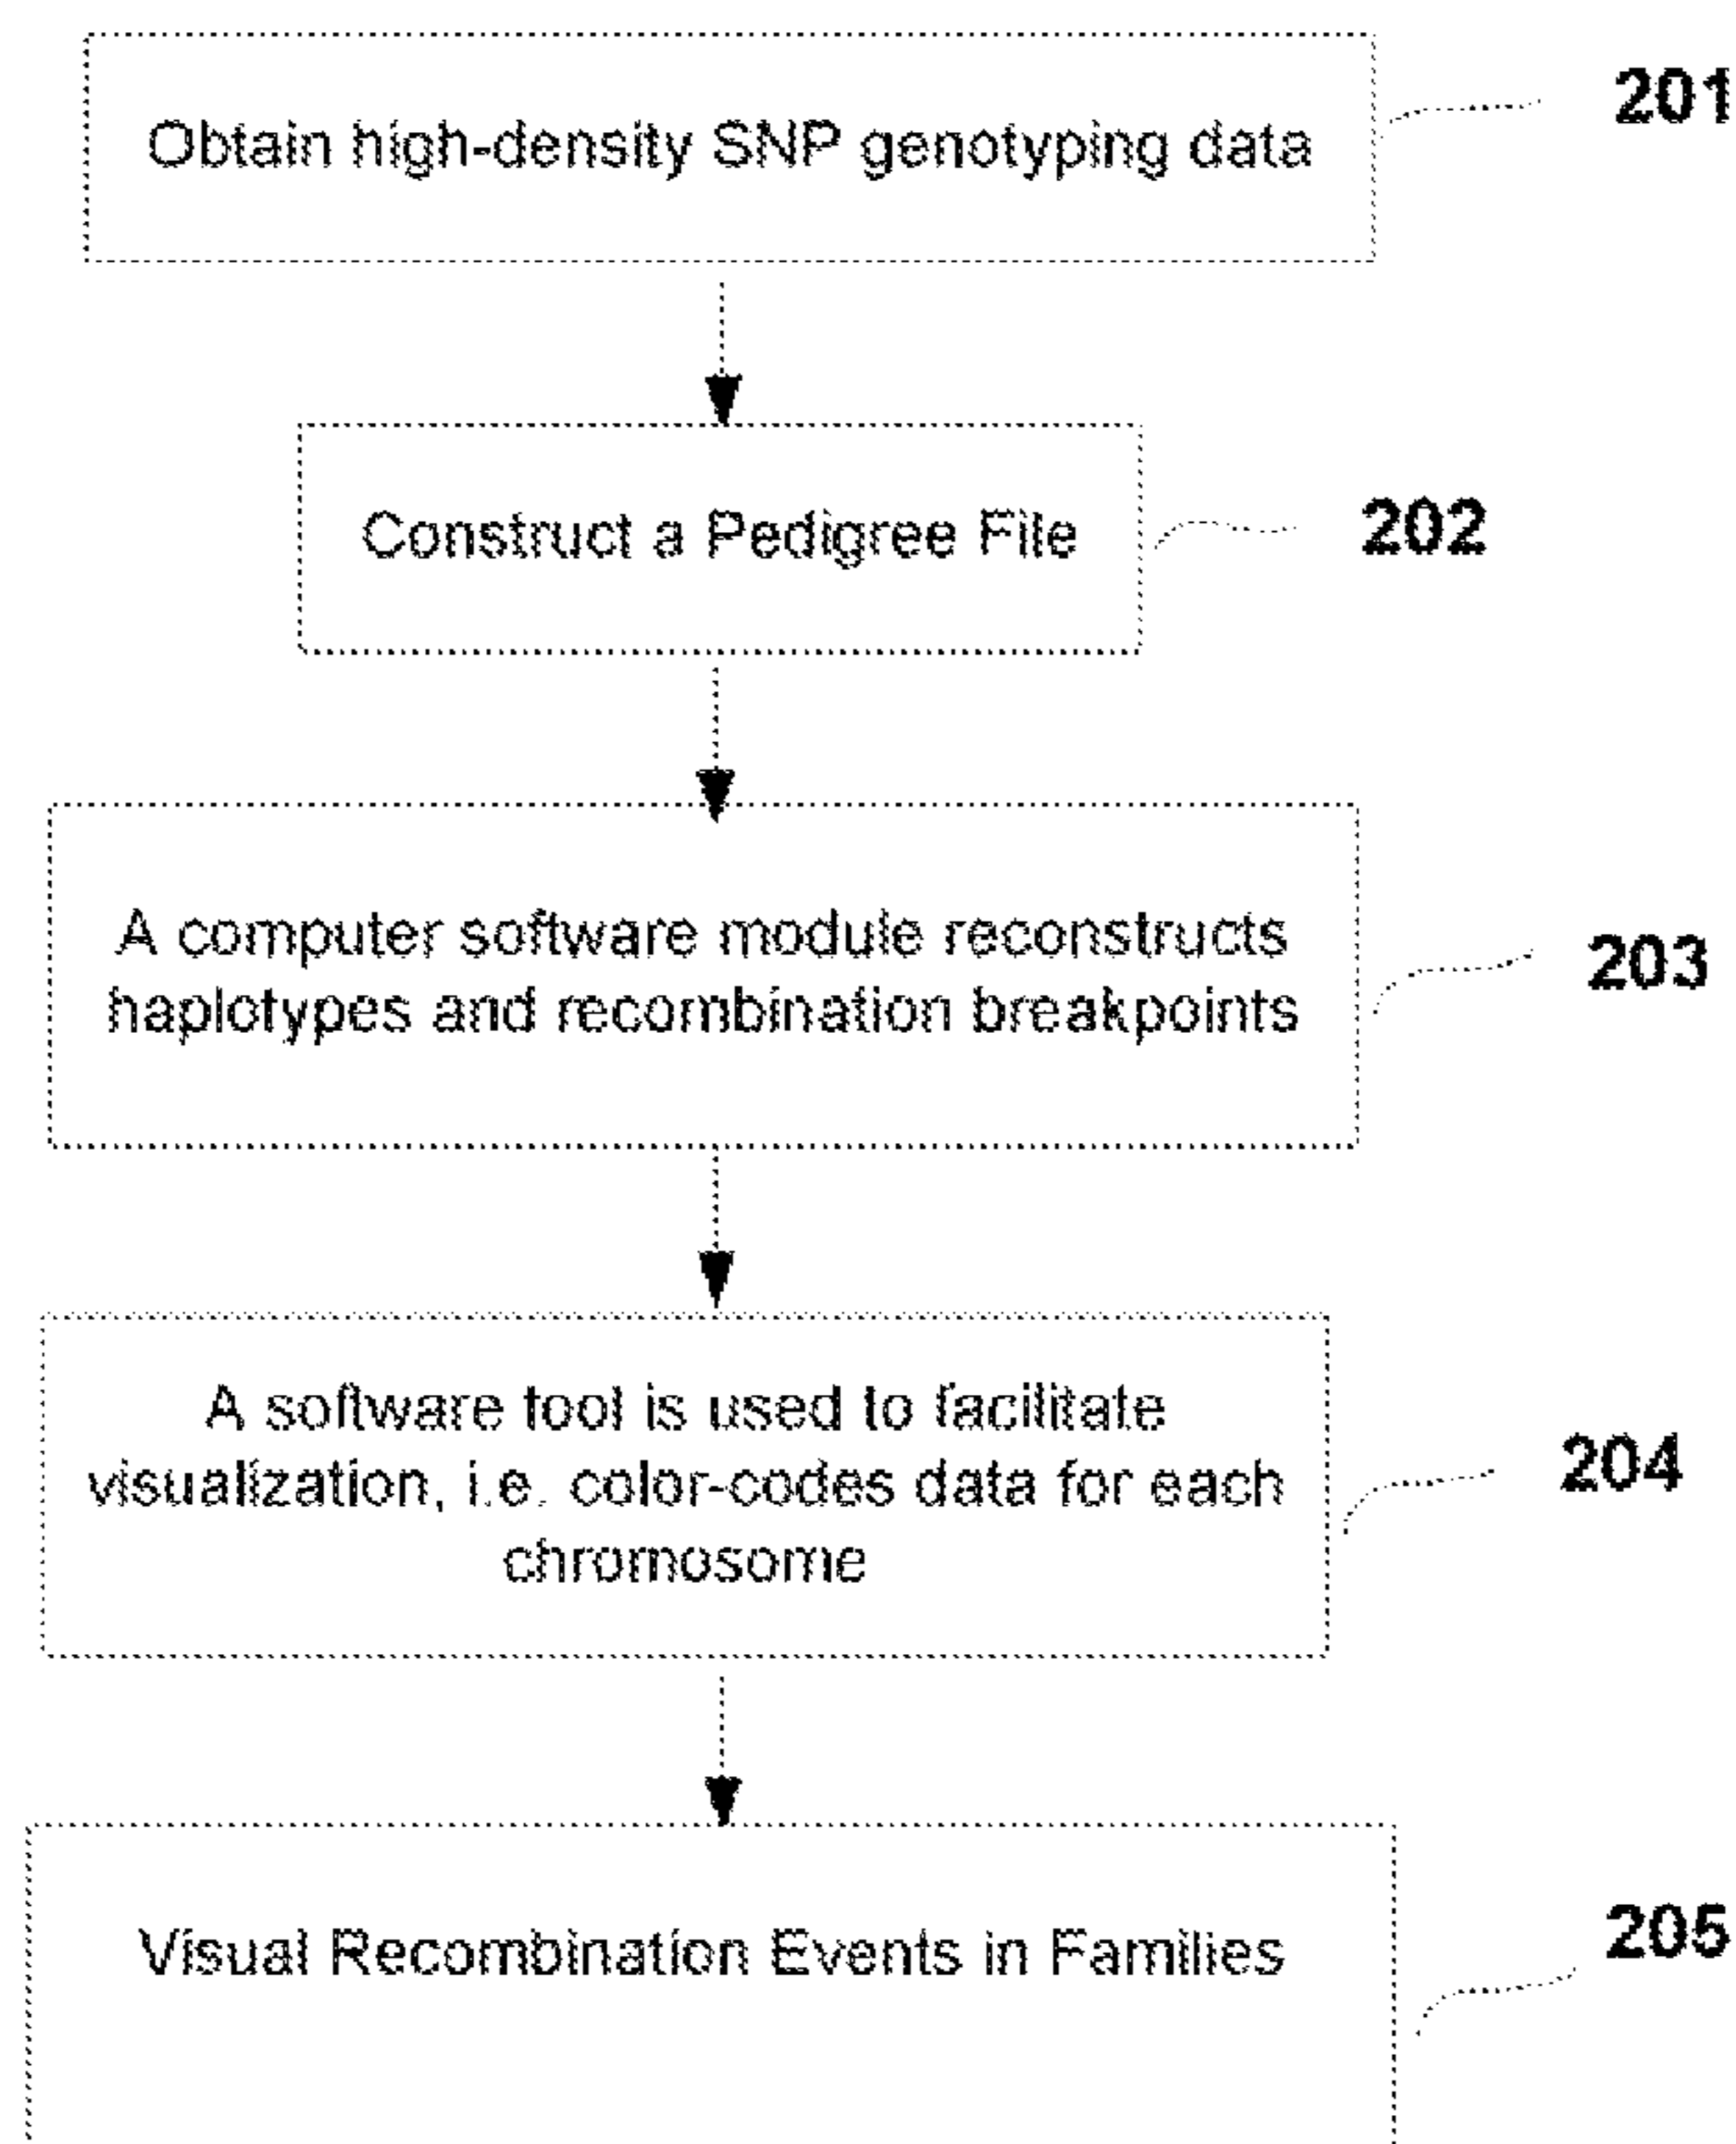 Obtain high-density SNP genotyping data
201
Construct a Pedigree File
202
A computer software module reconstructs
haplotypes and recombination breakpoints
203
A software tool is used to facilitate
visualization, i.e. color-codes data for each
chromosome
204
Visual Recombination Events in Families
205